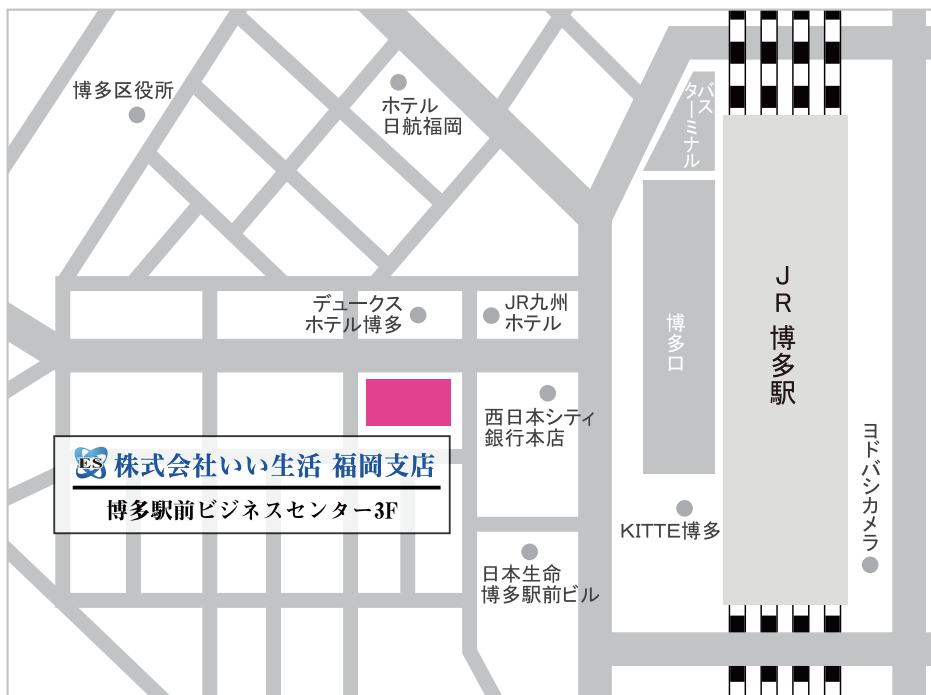 博多区役所
ホテル
日航福岡
バス
ターミナル
デュークス
ホテル博多
JR九州
ホテル
博多口
JR博多駅
西日本シティ
銀行本店
ES 株式会社いい生活 福岡支店
博多駅前ビジネスセンター3F
KITTE博多
ヨドバシカメラ
日本生命
博多駅前ビル